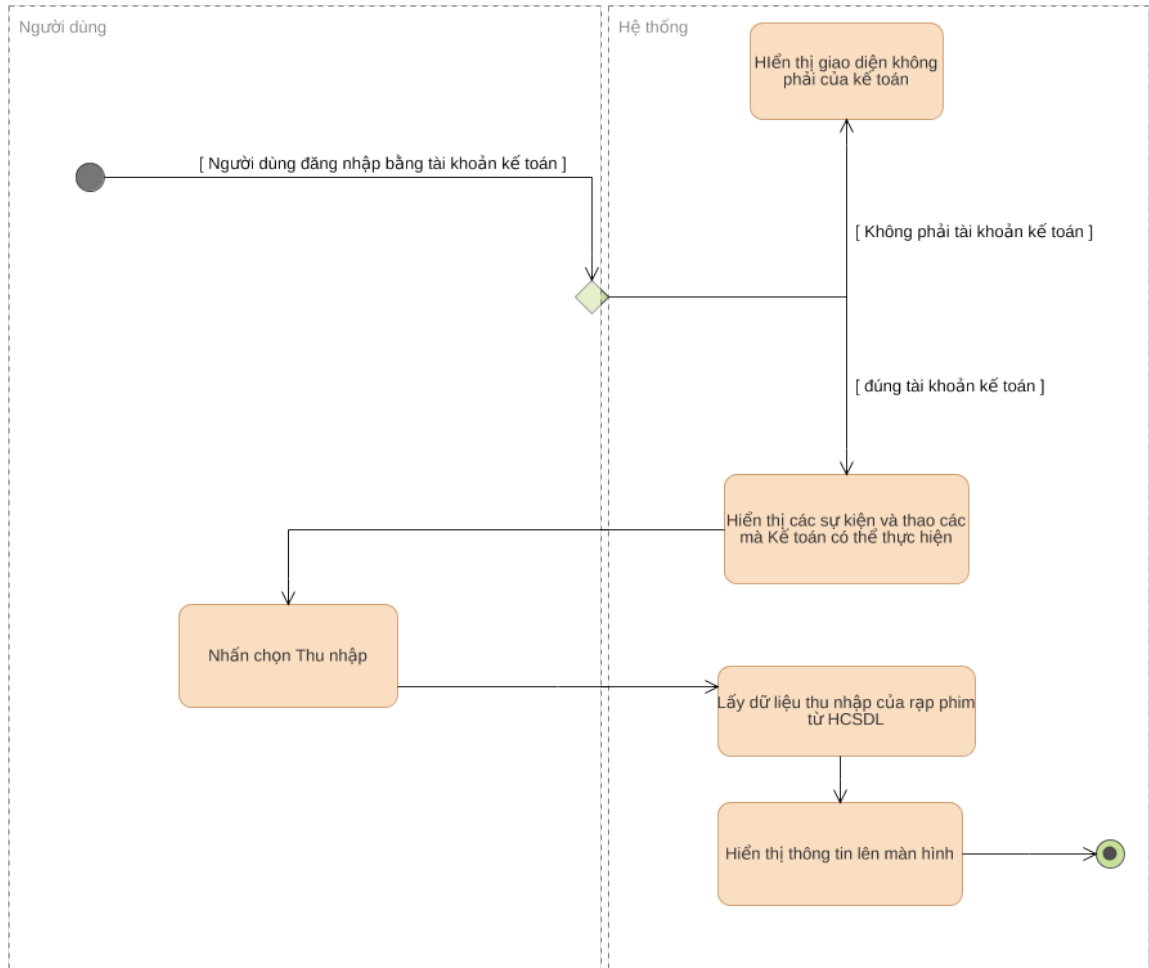 Người dùng
Hệ thống
HIển thị giao diện không
phải của kế toán
[ Người dùng đăng nhập bằng tài khoản kế toán ]
[ Không phải tài khoản kế toán ]
[ đúng tài khoản kế toán ]
Hiển thị các sự kiện và thao các
mà Kế toán có thể thực hiện
Nhấn chọn Thu nhập
Lấy dữ liệu thu nhập của rạp phim
từ HCSDL
Hiển thị thông tin lên màn hình